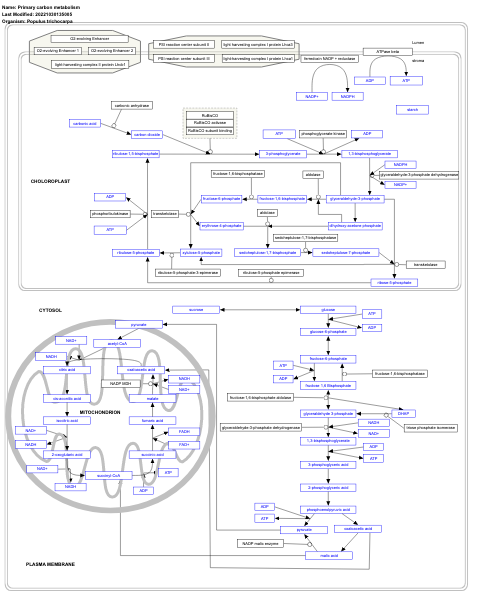 Name: Primary carbon metabolism
Last Modified: 20221030135005
Organism: Populus trichocarpa
O2-evolving Enhancer
O2-evolving Enhancer 1
O2-evolving Enhancer 2
light-harvesting complex II protein Lhcb1
PSI reaction center subunit II
light harvesting complex I protein Lhca5
PSI reaction center subunit III
light harvesting complex I protein Lhca1
Lumen
ATPase beta
stroma
ferredoxin NADP + reductase
ADP
ATP
NADP+
NADPH
starch
carbonic anhydrase
carbonic acid
carbon dioxide
RuBisCO
RuBisCO activase
RuBisCO subunit binding
ATP
phosphoglycerate kinase
ADP
ribulose-1,5-bisphosphate
3-phosphoglycerate
1,3-bisphosphoglycerate
NADPH
glyceraldehyde 3-phosphate dehydrogenase
NADP+
CHOLOROPLAST
fructose 1,6-bisphosphatase
aldolase
ADP
phosphoribulokinase
ATP
transketolase
fructose-6-phosphate
fructose-1,6-bisphosphate
glyceraldehyde 3-phosphate
aldolase
erythrose-4-phosphate
dihydroxy acetone phosphate
sedoheptulose-1,7-bisphosphatase
ribulose-5-phosphate
xylulose-5-phosphate
sedoheptulose-1,7-bisphosphate
sedoheptulose 7-phosphate
transketolase
ribulose-5-phosphate 3-epimerase
ribulose-5-phosphate epimerase
ribose-5-phosphate
CYTOSOL
sucrose
glucose
ATP
ADP
pyruvate
glucose-6-phosphate
NAD+
acetyl-CoA
NADH
fructose-6-phosphate
ATP
ADP
fructose 1,6-bisphosphatase
citric acid
oxaloacetic acid
NADH
NADP MDH
NAD+
fructose-1,6 Bisphosphate
fructose 1,6-bisphosphate aldolase
cis-aconitic acid
malate
MITOCHONDRION
glyceraldehyde 3-phosphate
DHAP
NADH
glyceraldehyde 3-phosphate dehydrogenase
NAD+
triose phosphate isomerase
isocitric acid
fumaric acid
NAD+
NADH
FADH
FAD+
1,3-bisphosphoglycerate
ADP
ATP
2-oxoglutaric acid
succinic acid
3-phosphoglyceric acid
NAD+
NADH
succinyl-CoA
ATP
ADP
2-phosphoglyceric acid
ADP
ATP
phosphoenolpyruvic acid
pyruvate
oxaloacetic acid
NADP malic enzyme
malic acid
PLASMA MEMBRANE